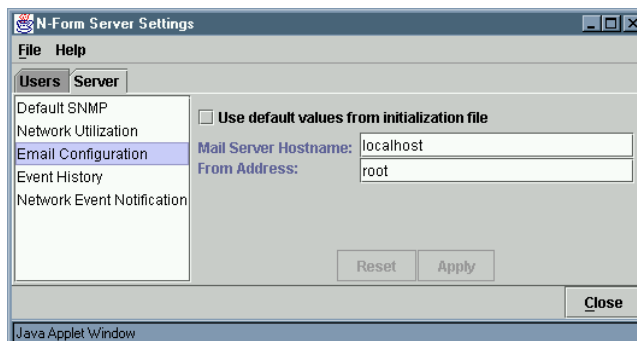 N-Form Server Settings
File Help
Users Server
Default SNMP
Network Utilization
Email Configuration
Event History
Network Event Notification
Use default values from initialization file
Mail Server Hostname: localhost
From Address: root
Reset Apply
Close
Java Applet Window